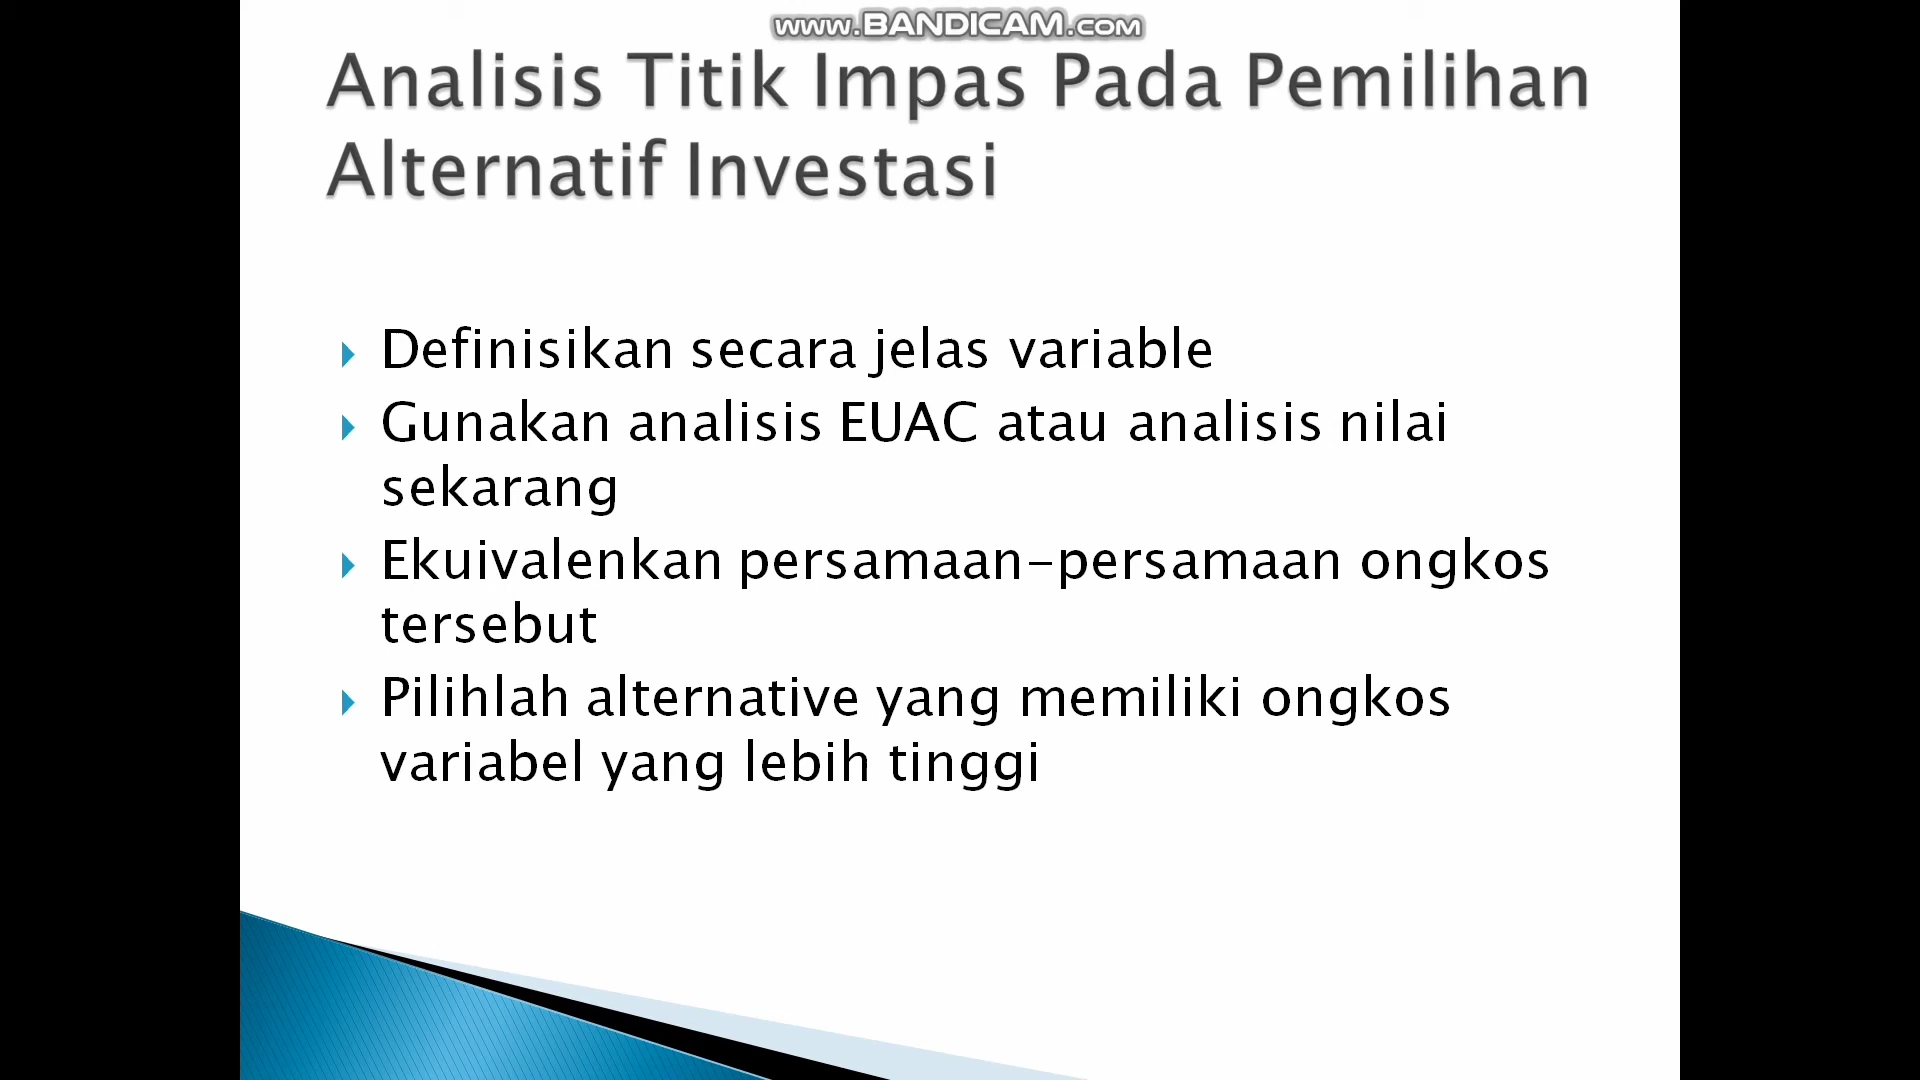 www.BANDICAM.com
Analisis Titik Impas Pada Pemilihan
Alternatif Investasi
Definisikan secara jelas variable
Gunakan analisis EUAC atau analisis nilai
sekarang
Ekuivalenkan persamaan-persamaan ongkos
tersebut
Pilihlah alternative yang memiliki ongkos
variabel yang lebih tinggi